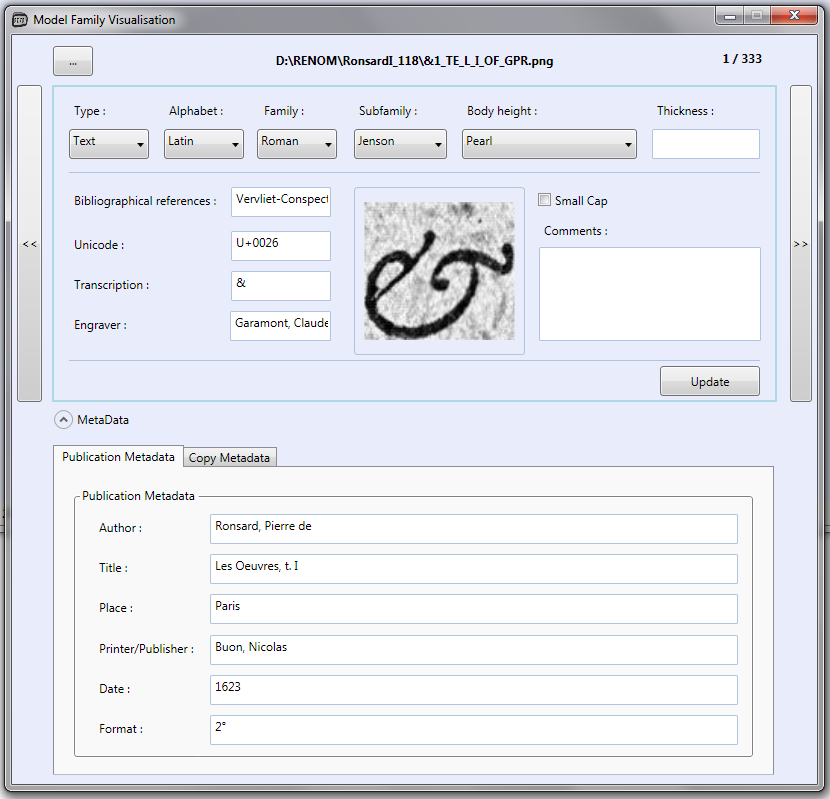 Model Family Visualisation
...
D:\RENOM\RonsardI_118\&1_TE_L_I_OF_GPR.png
1 / 333
Type :
Alphabet :
Family :
Subfamily :
Body height :
Thickness :
Text
Latin
Roman
Jenson
Pearl
Bibliographical references :
Vervliet-Conspect
Small Cap
Unicode :
U+0026
Comments :
<<
>>
Transcription :
&
Engraver :
Garamont, Claude
&
Update
MetaData
Publication Metadata
Copy Metadata
Publication Metadata
Author :
Ronsard, Pierre de
Title :
Les Oeuvres, t. I
Place :
Paris
Printer/Publisher :
Buon, Nicolas
Date :
1623
Format :
2°